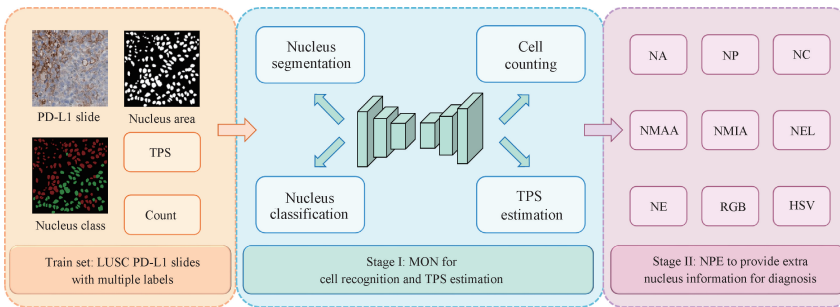 PD-L1 slide
Nucleus area
Nucleus class
TPS
Count
Train set: LUSC PD-L1 slides
with multiple labels
Nucleus
segmentation
Cell
counting
Nucleus
classification
TPS
estimation
Stage I: MON for
cell recognition and TPS estimation
NA
NP
NC
NMAA
NMIA
NEL
NE
RGB
HSV
Stage II: NPE to provide extra
nucleus information for diagnosis